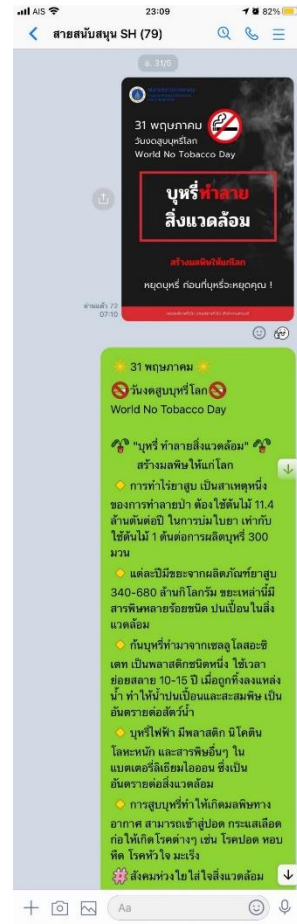 AIS
23:09
82%
สายสนับสนุน SH (79)
อ. 31/5
31 พฤษภาคม
วันงดสูบบุหรี่โลก
World No Tobacco Day
บุหรี่ทำลาย
สิ่งแวดล้อม
สร้างมลพิษให้แก่โลก
หยุดบุหรี่ ก่อนที่บุหรี่จะหยุดคุณ !
อ่านแล้ว 72
07:10
31 พฤษภาคม
วันงดสูบบุหรี่โลก
World No Tobacco Day
"บุหรี่ ทำลายสิ่งแวดล้อม"
สร้างมลพิษให้แก่โลก
การทำไร่ยาสูบ เป็นสาเหตุหนึ่ง
ของการทำลายป่า ต้องใช้ต้นไม้ 11.4
ล้านตันต่อปี ในการบ่มใบยา เท่ากับ
ใช้ต้นไม้ 1 ต้นต่อการผลิตบุหรี่ 300
มวน
แต่ละปีมีขยะจากผลิตภัณฑ์ยาสูบ
340-680 ล้านกิโลกรัม ขยะเหล่านี้มี
สารพิษหลายร้อยชนิด ปนเปื้อนในสิ่ง
แวดล้อม
ก้นบุหรี่ทำมาจากเซลลูโลสอะซิ
เตท เป็นพลาสติกชนิดหนึ่ง ใช้เวลา
ย่อยสลาย 10-15 ปี เมื่อถูกทิ้งลงแหล่ง
น้ำ ทำให้น้ำปนเปื้อนและสะสมพิษ เป็น
อันตรายต่อสัตว์น้ำ
บุหรี่ไฟฟ้า มีพลาสติก นิโคติน
โลหะหนัก และสารพิษอื่นๆ ใน
แบตเตอรี่ลิเธียมไอออน ซึ่งเป็น
อันตรายต่อสิ่งแวดล้อม
การสูบบุหรี่ทำให้เกิดมลพิษทาง
อากาศ สามารถเข้าสู่ปอด กระแสเลือด
ก่อให้เกิดโรคต่างๆ เช่น โรคปอด หอบ
หืด โรคหัวใจ มะเร็ง
สังคมห่วงใย ใส่ใจสิ่งแวดล้อม
Aa